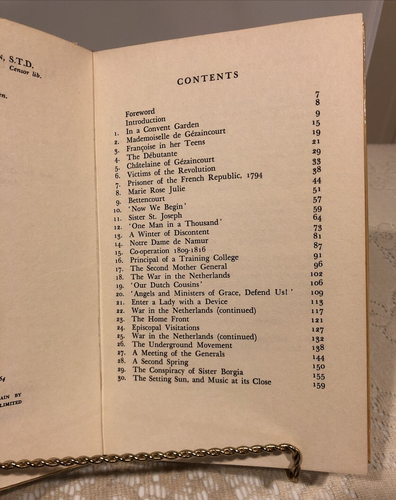 N, S.T.D.
Censor lib.
en.
64
AIN BY
LIMITED
CONTENTS
Foreword 7
Introduction 8
1. In a Convent Garden 9
2. Mademoiselle de Gézaincourt 15
3. Françoise in her Teens 19
4. The Débutante 21
5. Châtelaine of Gézaincourt 29
6. Victims of the Revolution 33
7. Prisoner of the French Republic, 1794 38
8. Marie Rose Julie 44
9. Bettencourt 51
10. 'Now We Begin' 57
11. Sister St. Joseph 59
12. 'One Man in a Thousand' 64
13. A Winter of Discontent 73
14. Notre Dame de Namur 81
15. Co-operation 1809-1816 87
16. Principal of a Training College 91
17. The Second Mother General 96
18. The War in the Netherlands 102
19. 'Our Dutch Cousins' 106
20. 'Angels and Ministers of Grace, Defend Us!' 109
21. Enter a Lady with a Device 113
22. War in the Netherlands (continued) 117
23. The Home Front 121
24. Episcopal Visitations 127
25. War in the Netherlands (continued) 132
26. The Underground Movement 138
27. A Meeting of the Generals 144
28. A Second Spring 150
29. The Conspiracy of Sister Borgia 155
30. The Setting Sun, and Music at its Close 159